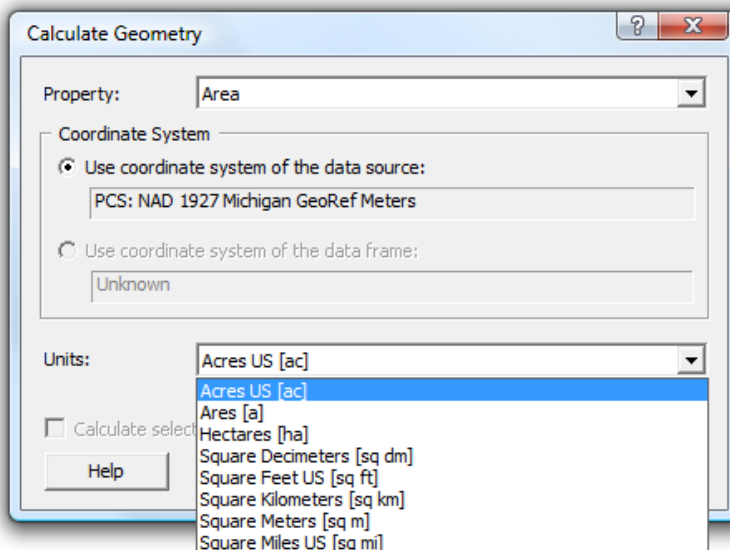 Calculate Geometry
?
X
Property:
Area
Coordinate System
Use coordinate system of the data source:
PCS: NAD 1927 Michigan GeoRef Meters
Use coordinate system of the data frame:
Unknown
Units:
Acres US [ac]
Acres US [ac]
Ares [a]
Calculate select
Hectares [ha]
Square Decimeters [sq dm]
Help
Square Feet US [sq ft]
Square Kilometers [sq km]
Square Meters [sq m]
Square Miles US [sq mi]